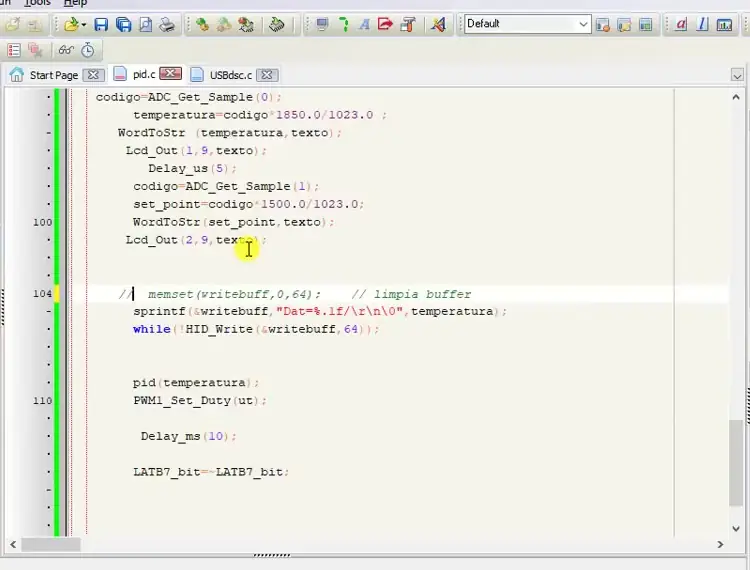 Tools Help
Default
Start Page pid.c USBdsc.c
codigo=ADC_Get_Sample(0);
temperatura=codigo*1850.0/1023.0 ;
WordToStr (temperatura,texto);
Lcd_Out(1,9,texto);
Delay_us(5);
codigo=ADC_Get_Sample(1);
set_point=codigo*1500.0/1023.0;
100 WordToStr(set_point,texto);
Lcd_Out(2,9,texto);
104 // memset(writebuff,0,64); // limpia buffer
sprintf(&writebuff,"Dat=%.1f/\r\n\0",temperatura);
while(!HID_Write(&writebuff,64));
pid(temperatura);
110 PWM1_Set_Duty(ut);
Delay_ms(10);
LATB7_bit=~LATB7_bit;